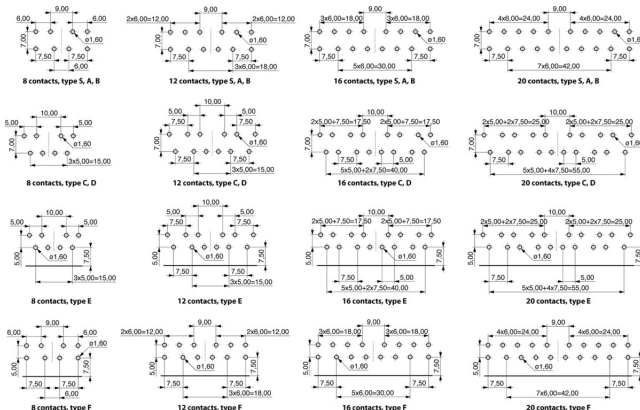 9,00
6,00 6,00
ø1,60
7,00
7,50 7,50
6,00
8 contacts, type S, A, B
9,00
2x6,00=12,00 2x6,00=12,00
ø1,60
7,00
7,50 7,50
3x6,00=18,00
12 contacts, type S, A, B
9,00
3x6,00=18,00 3x6,00=18,00
ø1,60
7,00
7,50 7,50
5x6,00=30,00
16 contacts, type S, A, B
9,00
4x6,00=24,00 4x6,00=24,00
ø1,60
7,00
7,50 7,50
7x6,00=42,00
20 contacts, type S, A, B
10,00
5,00 5,00
ø1,60
7,00
3x5,00=15,00
8 contacts, type C, D
10,00
5,00 5,00
7,50 7,50
ø1,60
7,00
7,50 7,50
3x5,00=15,00
12 contacts, type C, D
10,00
2x5,00+7,50=17,50 2x5,00+7,50=17,50
ø1,60
7,00
7,50 5,00
5x5,00+2x7,50=40,00
16 contacts, type C, D
10,00
2x5,00+2x7,50=25,00 2x5,00+2x7,50=25,00
ø1,60
7,00
7,50 5,00
5x5,00+4x7,50=55,00
20 contacts, type C, D
10,00
5,00 5,00
ø1,60
5,00
7,50
3x5,00=15,00
8 contacts, type E
10,00
5,00 5,00
7,50 7,50
ø1,60
5,00
7,50
7,50 7,50
3x5,00=15,00
12 contacts, type E
10,00
2x5,00+7,50=17,50 2x5,00+7,50=17,50
ø1,60
5,00
7,50
7,50 5,00
5x5,00+2x7,50=40,00
16 contacts, type E
10,00
2x5,00+2x7,50=25,00 2x5,00+2x7,50=25,00
ø1,60
5,00
7,50
7,50 5,00
5x5,00+4x7,50=55,00
20 contacts, type E
9,00
6,00 6,00
ø1,60
5,00
7,50
7,50 7,50
6,00
8 contacts, type F
9,00
2x6,00=12,00 2x6,00=12,00
ø1,60
5,00
7,50
7,50 7,50
3x6,00=18,00
12 contacts, type F
9,00
3x6,00=18,00 3x6,00=18,00
ø1,60
5,00
7,50
7,50 7,50
5x6,00=30,00
16 contacts, type F
9,00
4x6,00=24,00 4x6,00=24,00
ø1,60
5,00
7,50
7,50 7,50
7x6,00=42,00
20 contacts, type F